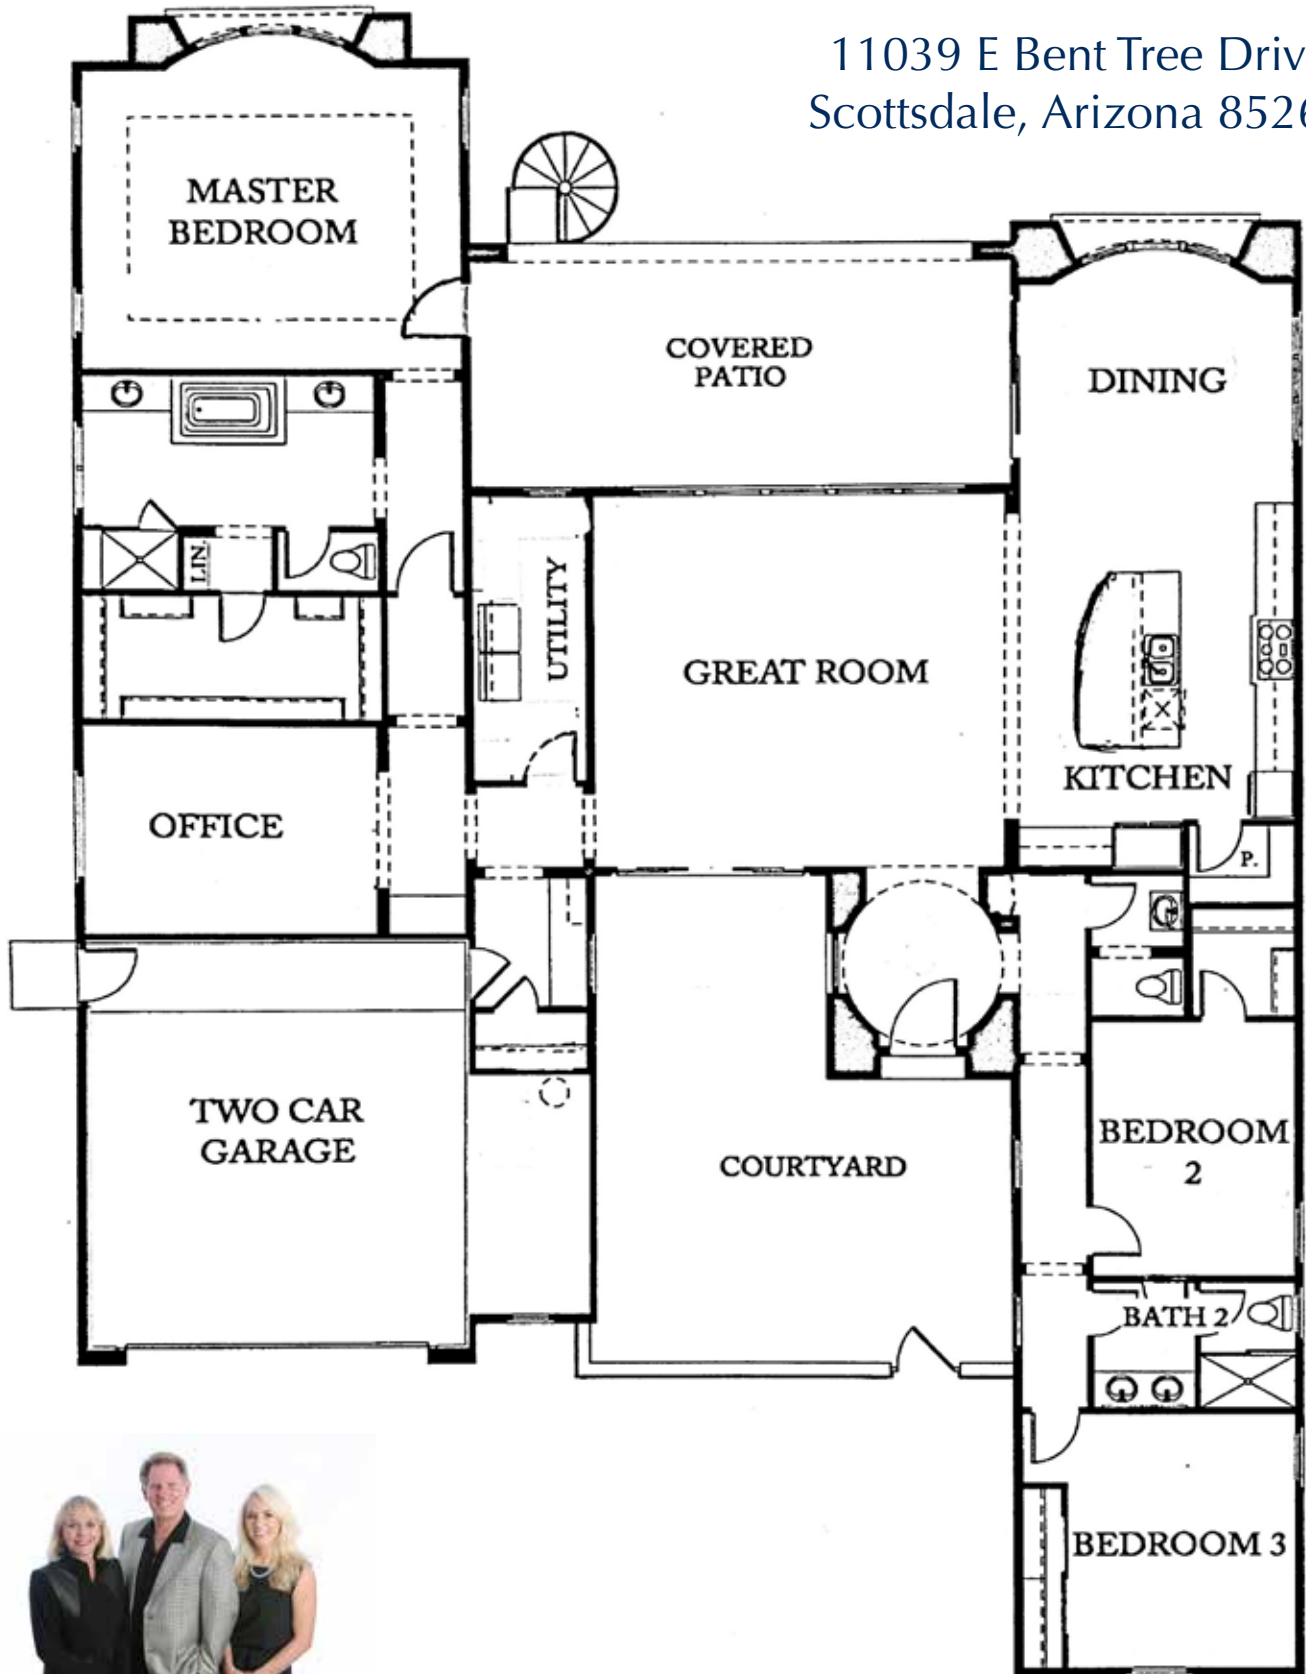 11039 E Bent Tree Driv
Scottsdale, Arizona 8526
MASTER
BEDROOM
COVERED
PATIO
DINING
LIN.
UTILITY
GREAT ROOM
KITCHEN
OFFICE
P.
TWO CAR
GARAGE
COURTYARD
BEDROOM
2
BATH 2
BEDROOM 3